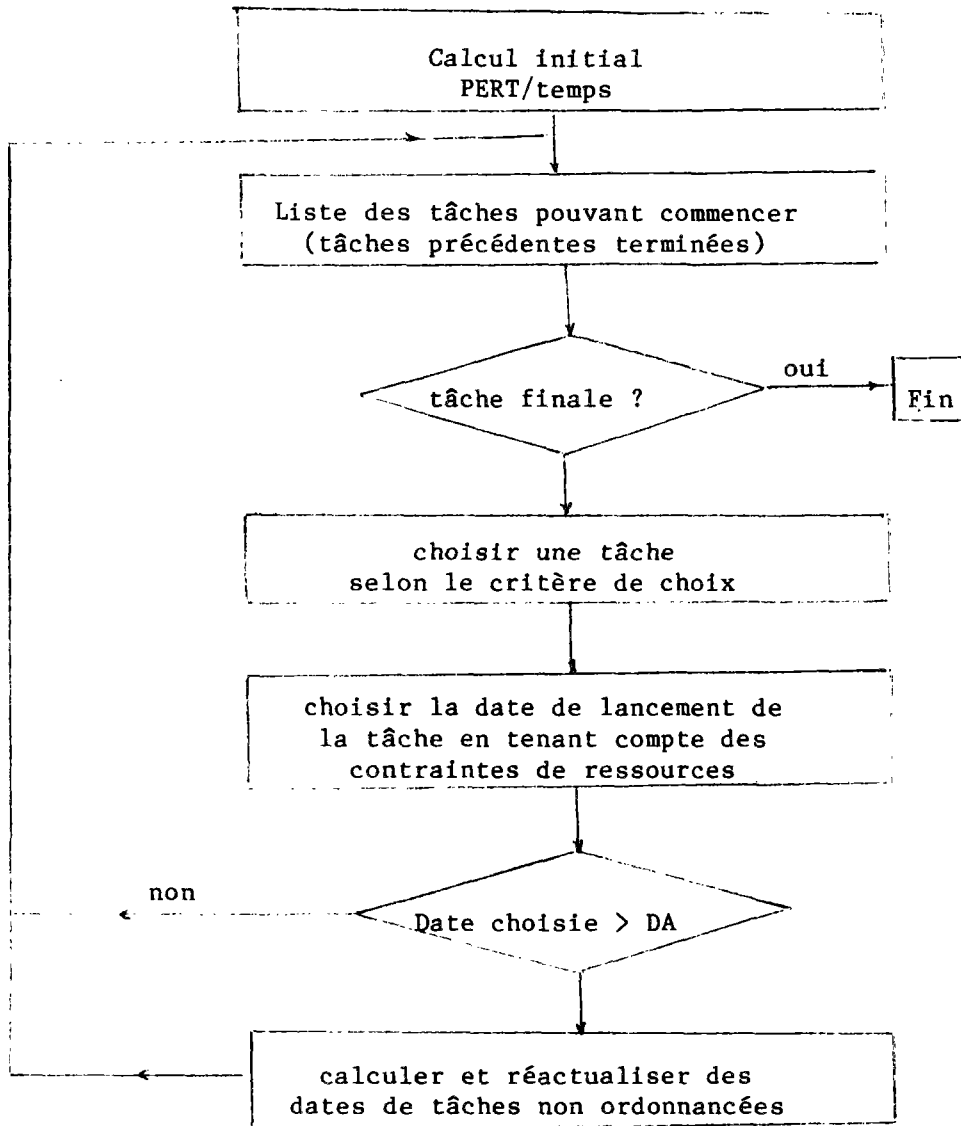 Calcul initial
PERT/temps
Liste des tâches pouvant commencer
(tâches précédentes terminées)
tâche finale ?
oui
Fin
choisir une tâche
selon le critère de choix
choisir la date de lancement de
la tâche en tenant compte des
contraintes de ressources
non
Date choisie > DA
calculer et réactualiser des
dates de tâches non ordonnancées